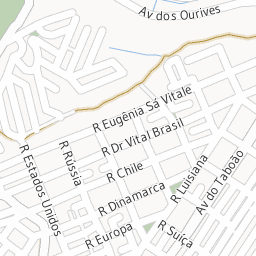 Av dos Ourives
R Eugênia Sá Vitale
R Dr Vital Brasil
R Chile
R Dinamarca
R Europa
R Estados Unidos
R Rússia
R Luisiana
Av do Taboão
R Suíça